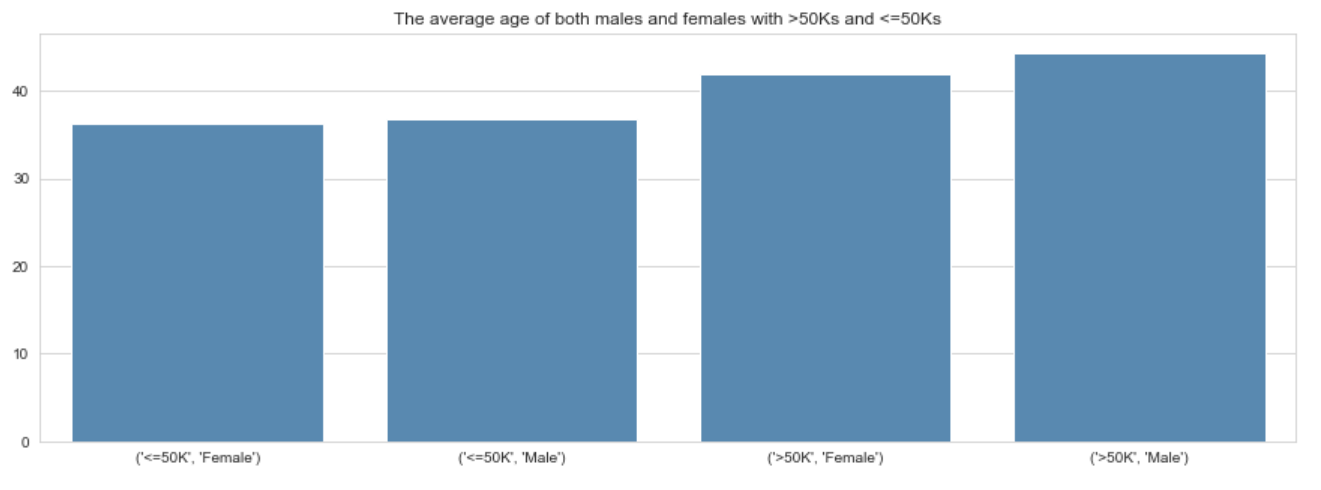 The average age of both males and females with >50Ks and <=50Ks
40
30
20
10
0
('<=50K', 'Female') ('<=50K', 'Male') ('>50K', 'Female') ('>50K', 'Male')